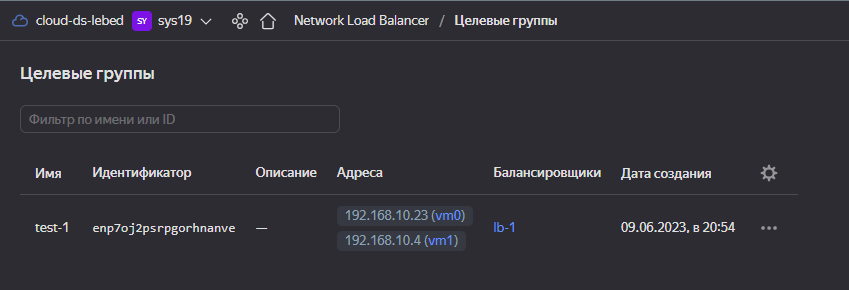 cloud-ds-lebed SY sys19 Network Load Balancer / Целевые группы
Целевые группы
Фильтр по имени или ID
Имя Идентификатор Описание Адреса Балансировщики Дата создания
test-1 enp7oj2psrpgorhnanve — 192.168.10.23 (vm0) lb-1 09.06.2023, в 20:54
192.168.10.4 (vm1)